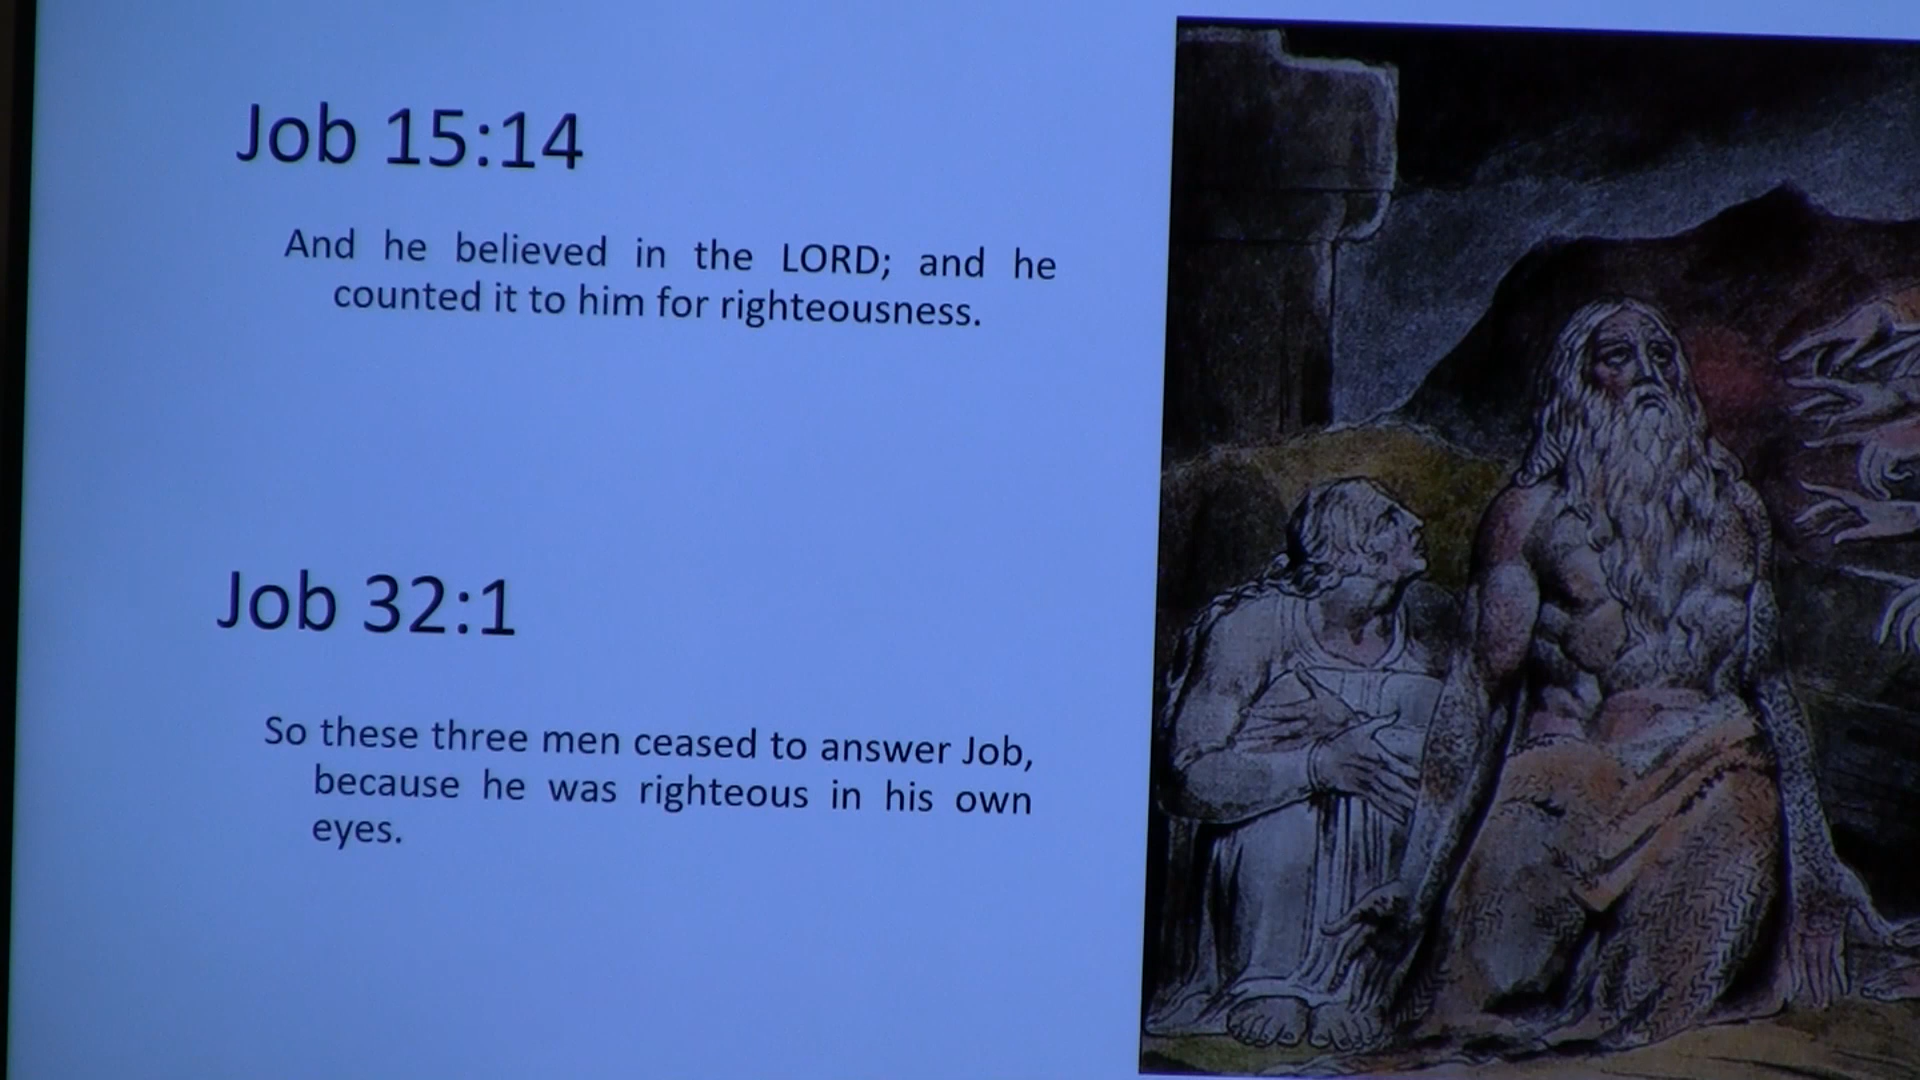 Job 15:14
And he believed in the LORD; and he
counted it to him for righteousness.
Job 32:1
So these three men ceased to answer Job,
because he was righteous in his own
eyes.